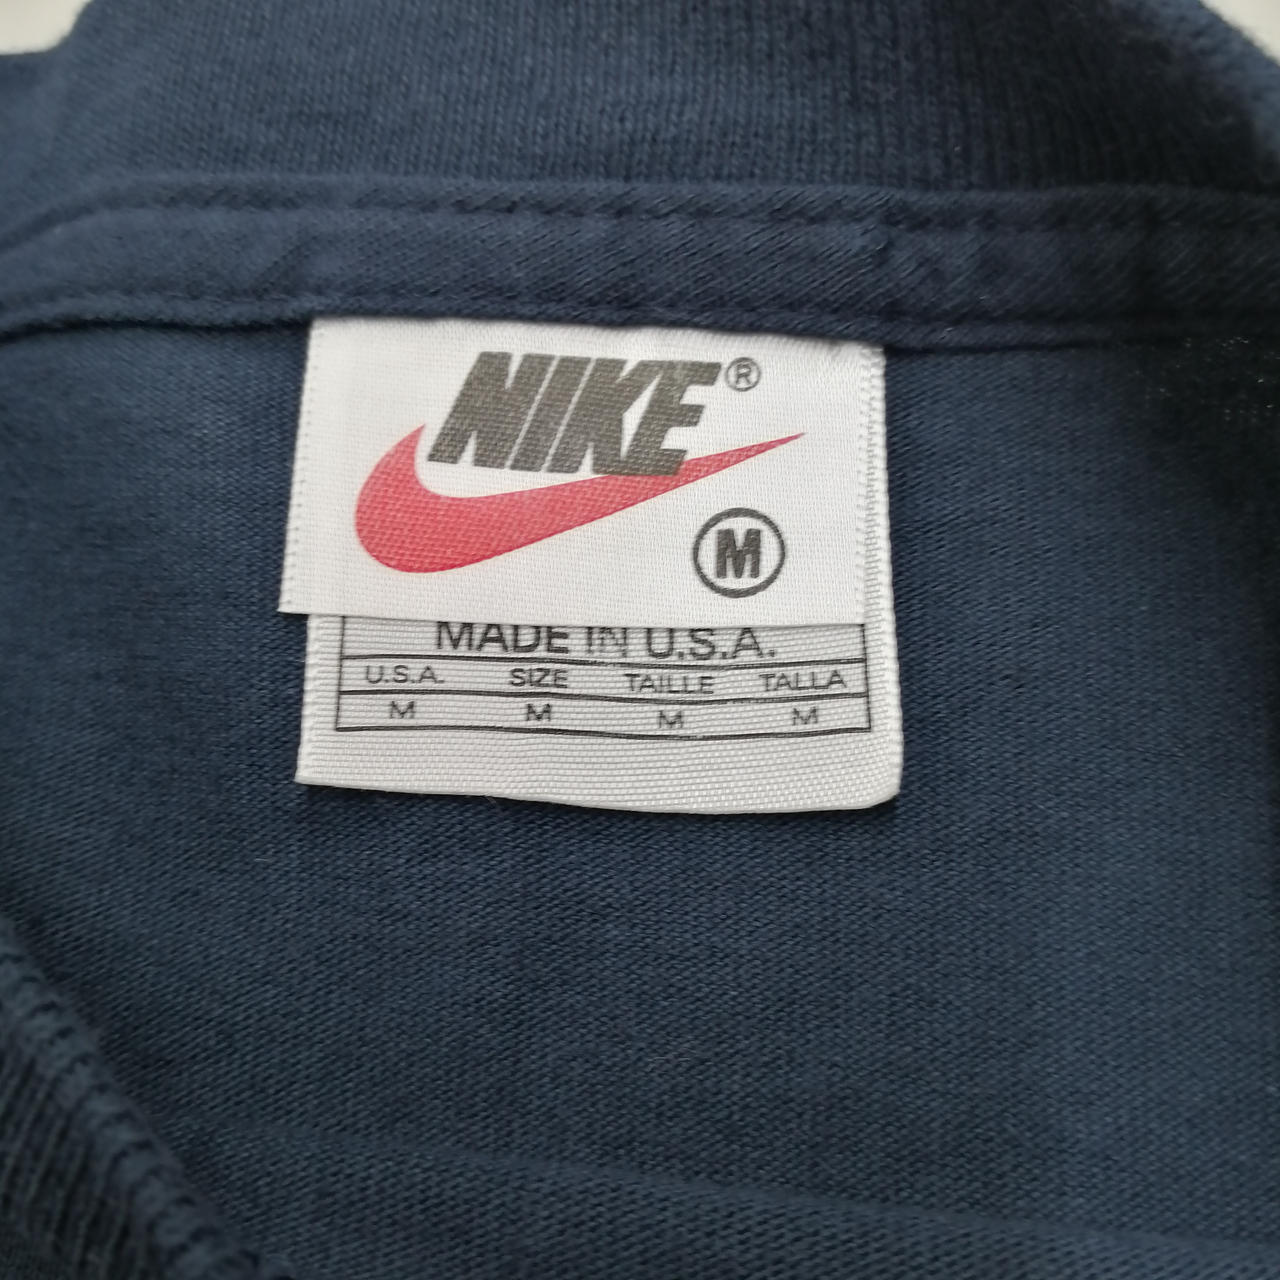 NIKE®
M
MADE IN U.S.A.
U.S.A. SIZE TAILLE TALLA
M M M M